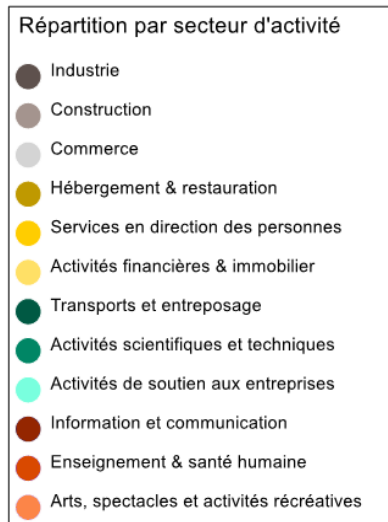 Répartition par secteur d'activité
Industrie
Construction
Commerce
Hébergement & restauration
Services en direction des personnes
Activités financières & immobilier
Transports et entreposage
Activités scientifiques et techniques
Activités de soutien aux entreprises
Information et communication
Enseignement & santé humaine
Arts, spectacles et activités récréatives